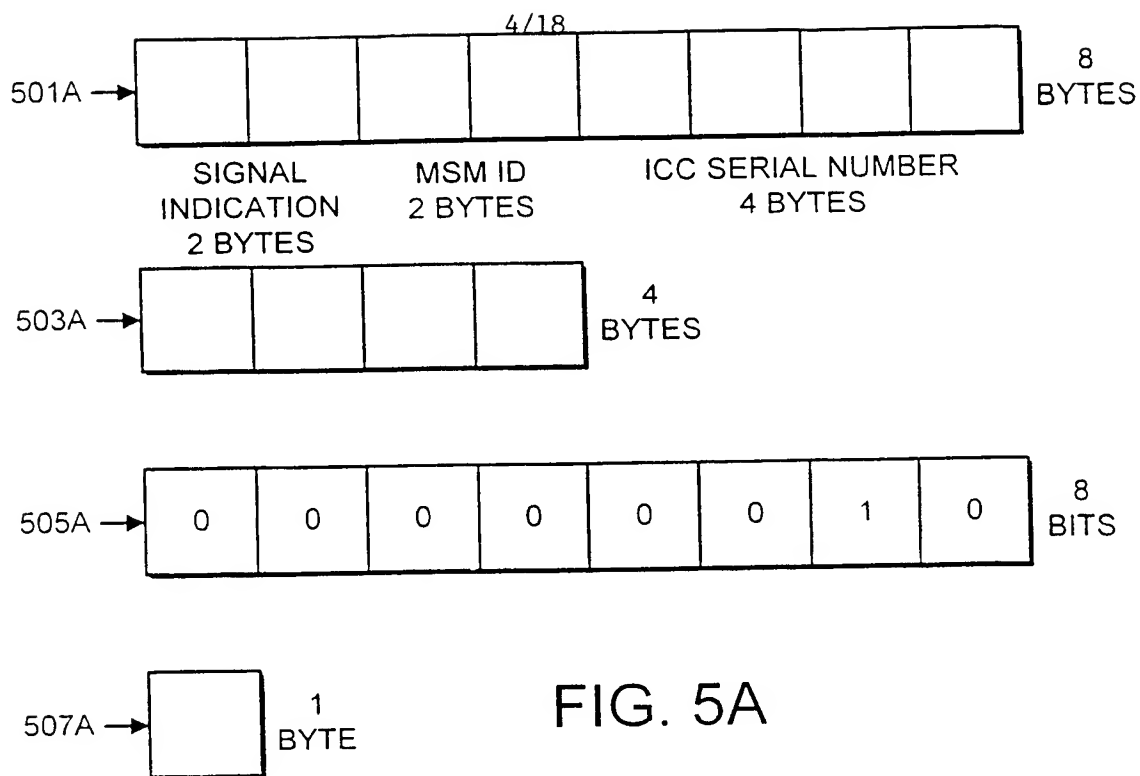 4/18
501A
8
BYTES
SIGNAL
INDICATION
2 BYTES
MSM ID
2 BYTES
ICC SERIAL NUMBER
4 BYTES
503A
4
BYTES
505A
0 0 0 0 0 0 1 0
8
BITS
507A
1
BYTE
FIG. 5A